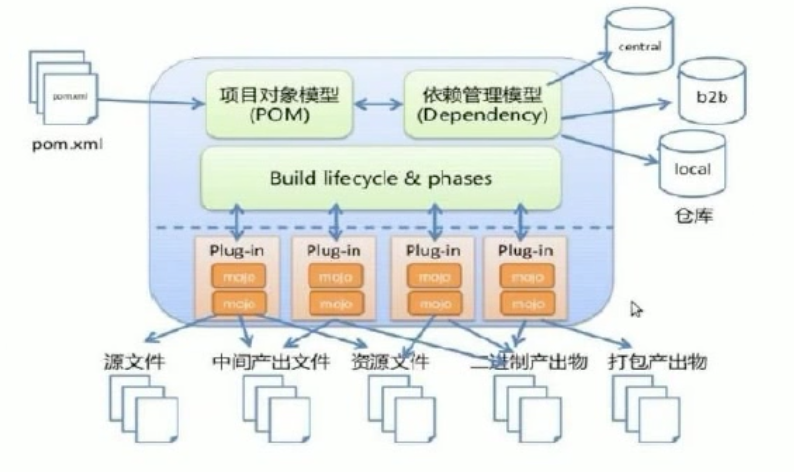 central
项目对象模型
(POM)
依赖管理模型
(Dependency)
pom.xml
b2b
pom.xml
Build lifecycle & phases
local
仓库
Plug-in
Plug-in
Plug-in
Plug-in
mojo
mojo
mojo
mojo
mojo
mojo
mojo
mojo
源文件
中间产出文件
资源文件
二进制产出物
打包产出物